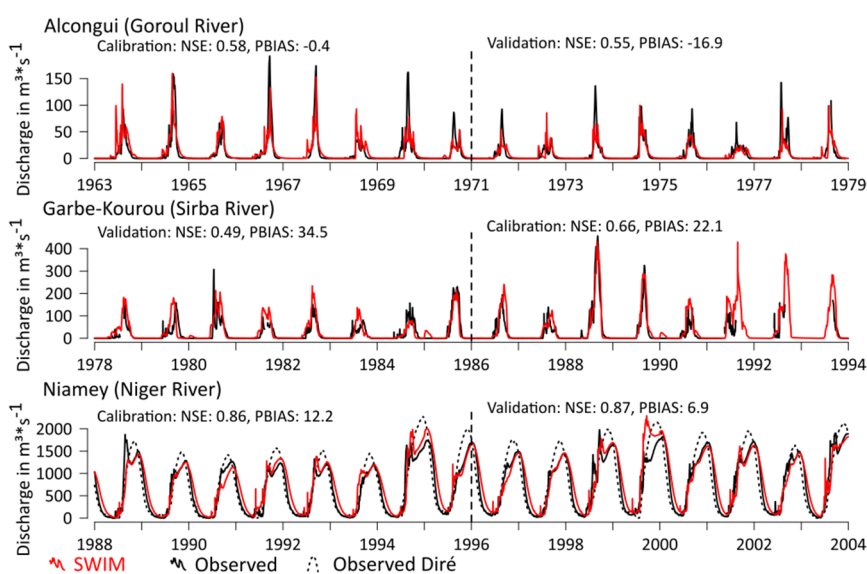 Alcongui (Goroul River)
Calibration: NSE: 0.58, PBIAS: -0.4
Validation: NSE: 0.55, PBIAS: -16.9
Discharge in m³*s⁻¹
150
100
50
0
1963 1965 1967 1969 1971 1973 1975 1977 1979
Garbe-Kourou (Sirba River)
Validation: NSE: 0.49, PBIAS: 34.5
Calibration: NSE: 0.66, PBIAS: 22.1
Discharge in m³*s⁻¹
400
300
200
100
0
1978 1980 1982 1984 1986 1988 1990 1992 1994
Niamey (Niger River)
Calibration: NSE: 0.86, PBIAS: 12.2
Validation: NSE: 0.87, PBIAS: 6.9
Discharge in m³*s⁻¹
2000
1500
1000
500
0
1988 1990 1992 1994 1996 1998 2000 2002 2004
SWIM Observed Observed Diré